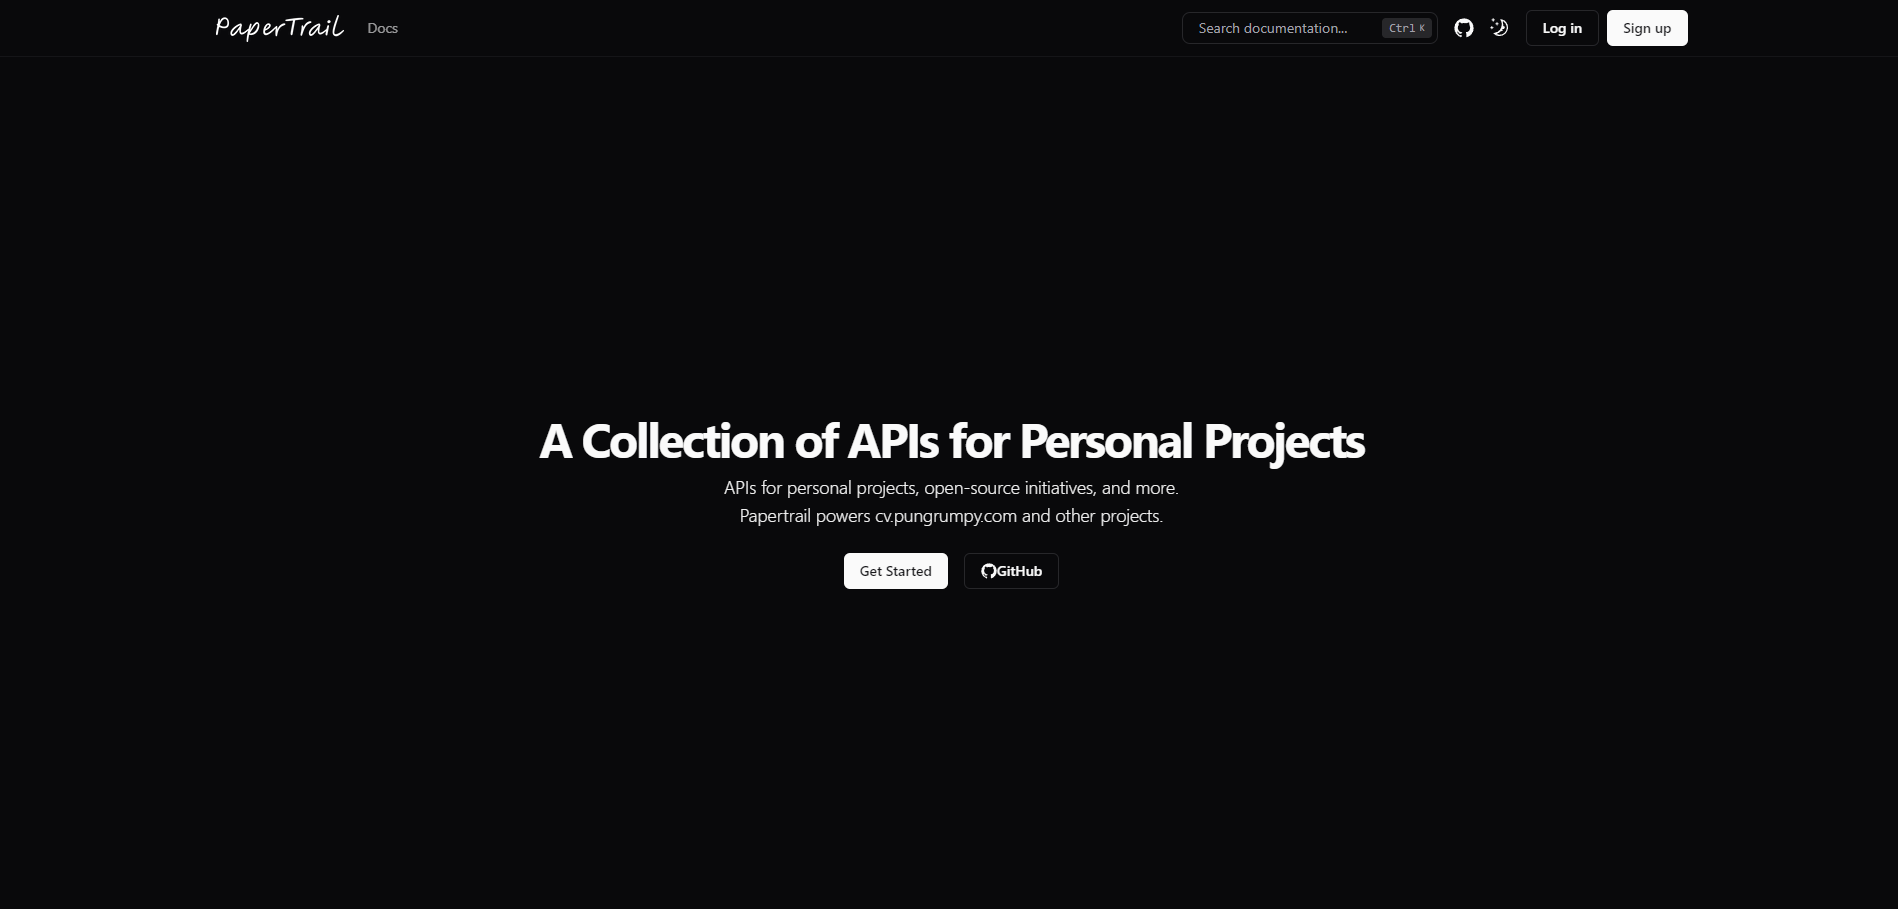 PaperTrail
Docs
Search documentation...
Ctrl K
Log in
Sign up
A Collection of APIs for Personal Projects
APIs for personal projects, open-source initiatives, and more.
Papertrail powers cv.pungrumpy.com and other projects.
Get Started
GitHub